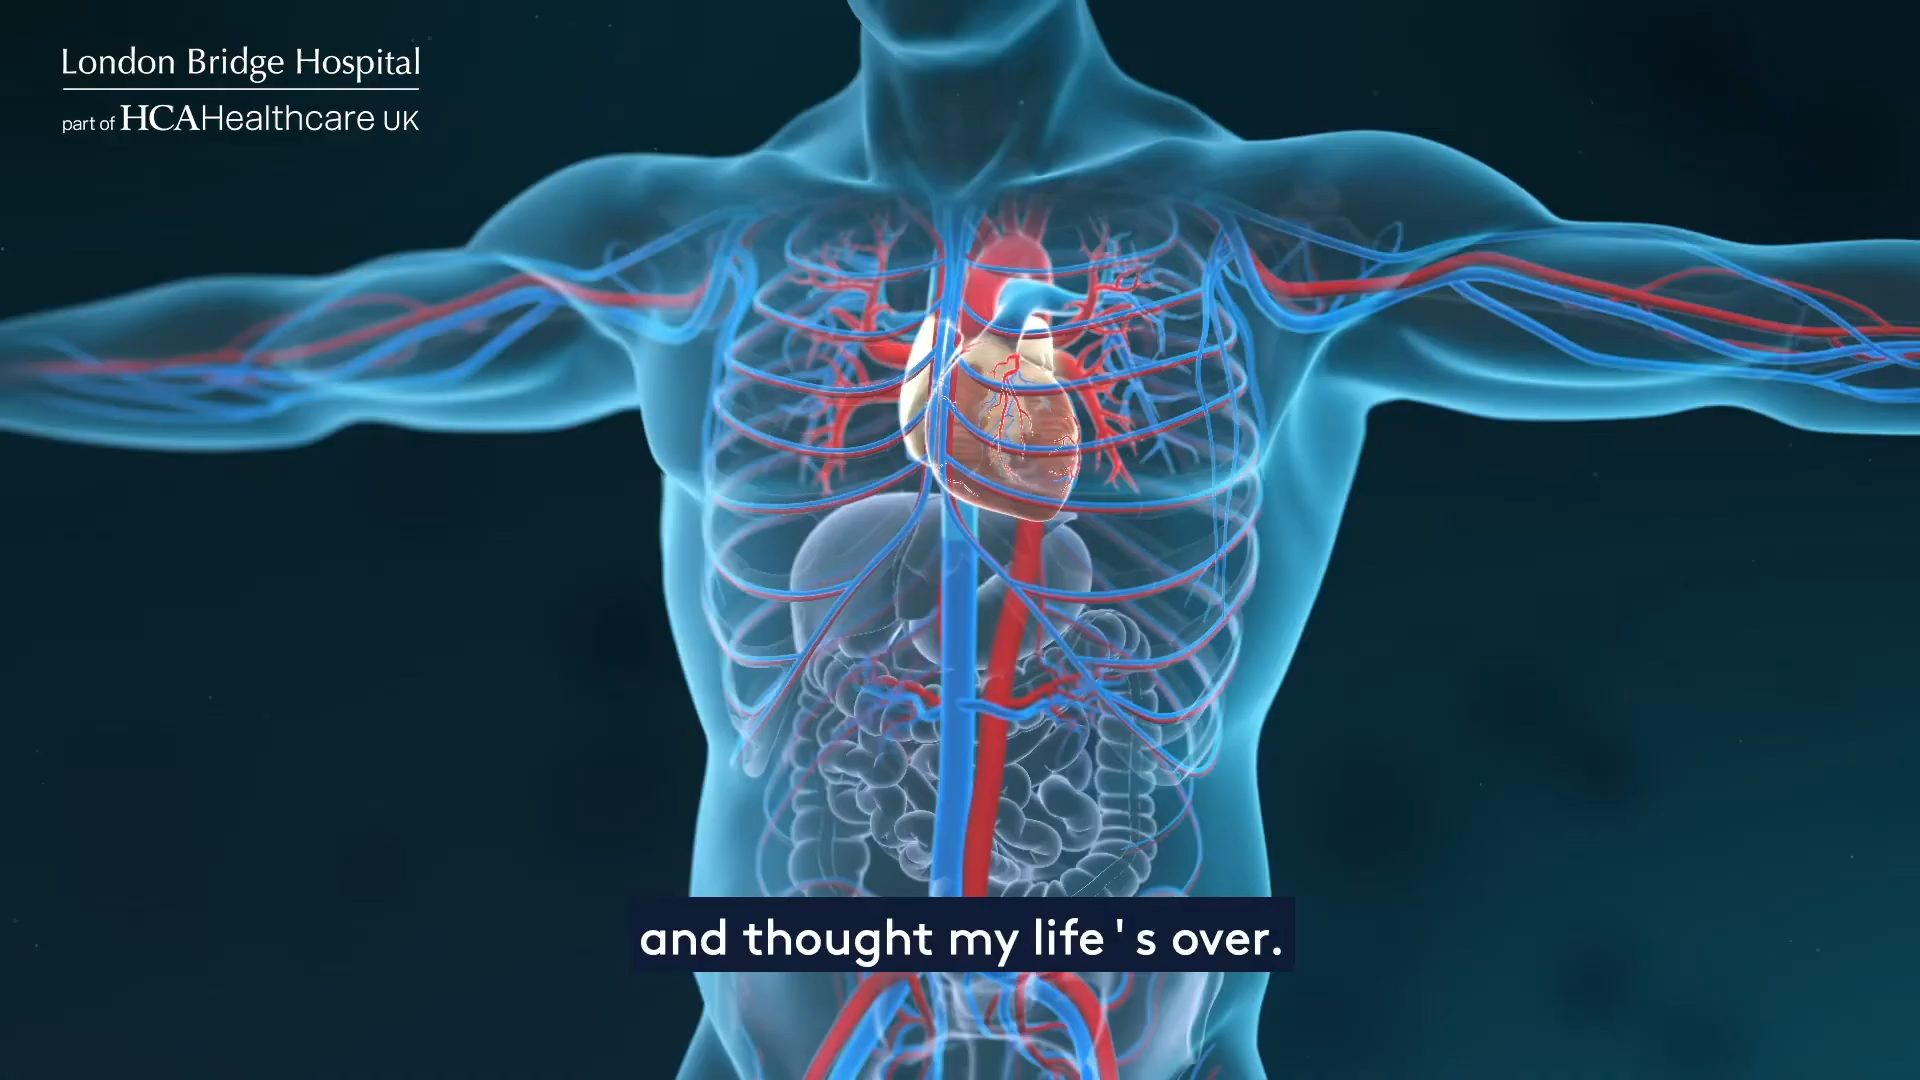 London Bridge Hospital
part of HCAHealthcare UK
and thought my life's over.